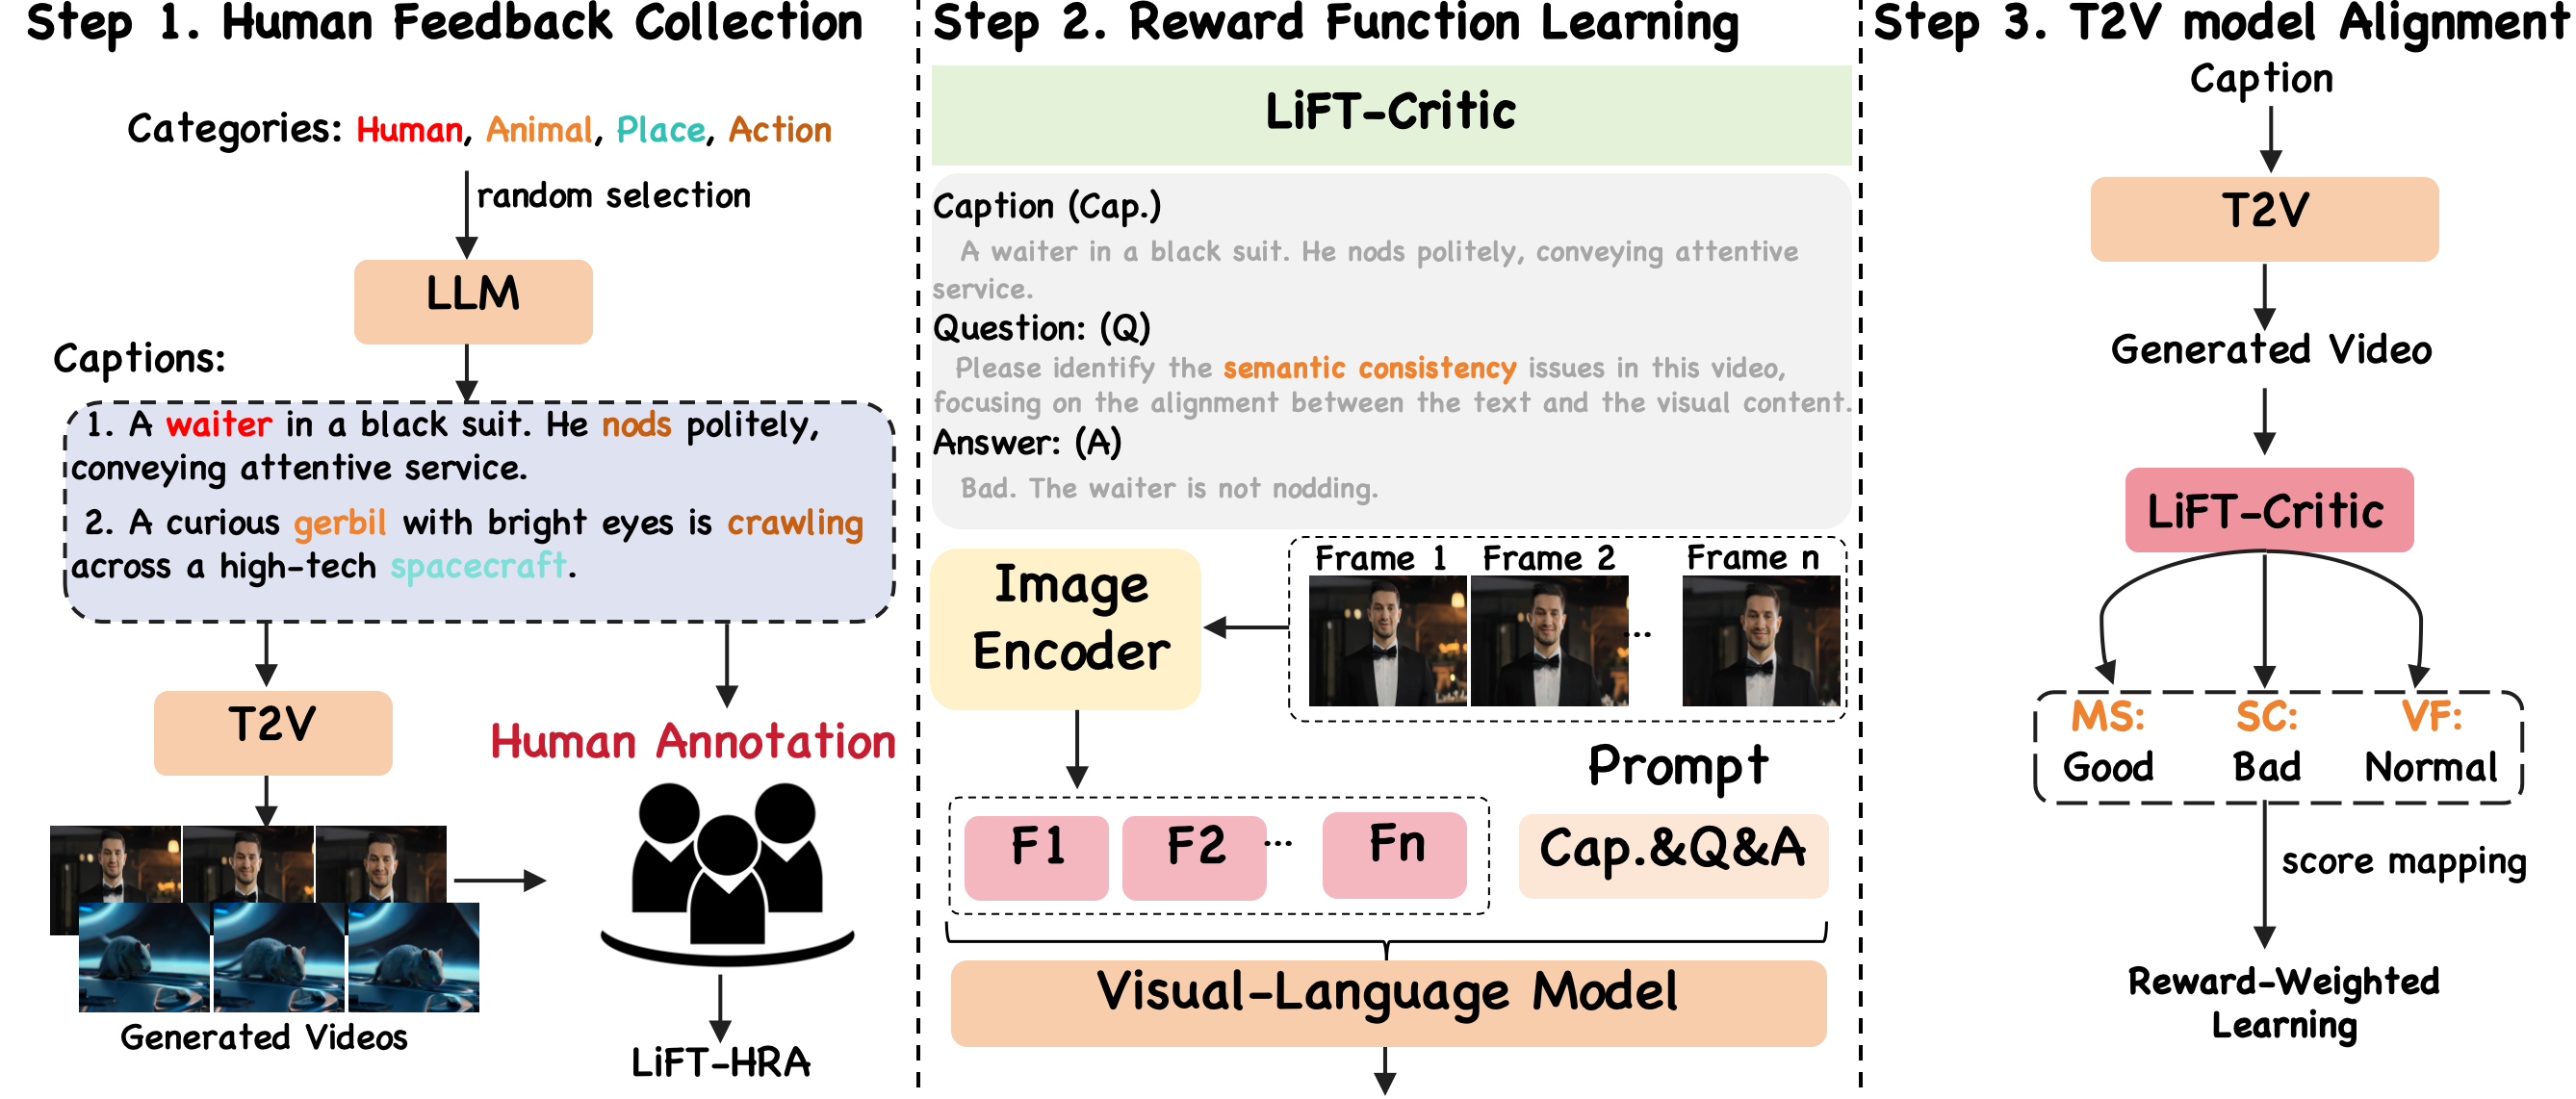 Step 1. Human Feedback Collection
Categories: Human, Animal, Place, Action
random selection
LLM
Captions:
1. A waiter in a black suit. He nods politely,
conveying attentive service.
2. A curious gerbil with bright eyes is crawling
across a high-tech spacecraft.
T2V
Human Annotation
Generated Videos
LiFT-HRA
Step 2. Reward Function Learning
LiFT-Critic
Caption (Cap.)
A waiter in a black suit. He nods politely, conveying attentive
service.
Question: (Q)
Please identify the semantic consistency issues in this video,
focusing on the alignment between the text and the visual content.
Answer: (A)
Bad. The waiter is not nodding.
Image
Encoder
Frame 1 Frame 2 Frame n
...
Prompt
F1 F2 ... Fn
Cap.&Q&A
Visual-Language Model
Step 3. T2V model Alignment
Caption
T2V
Generated Video
LiFT-Critic
MS: SC: VF:
Good Bad Normal
score mapping
Reward-Weighted
Learning